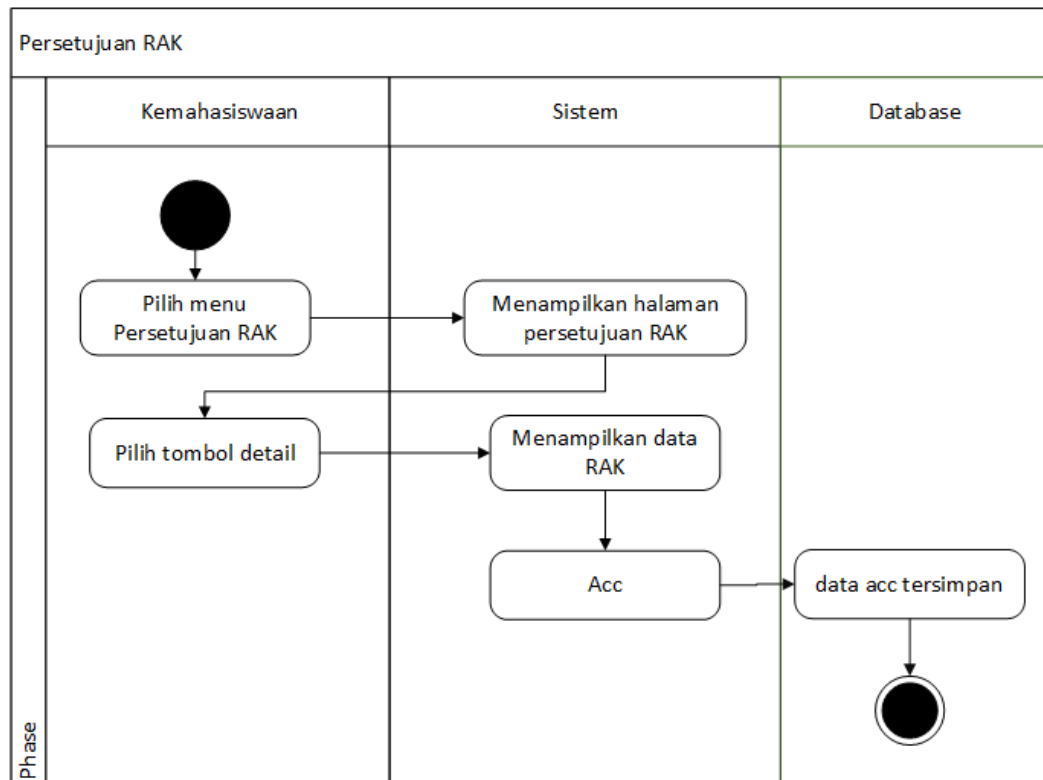 Persetujuan RAK
Kemahasiswaan
Sistem
Database
Pilih menu
Persetujuan RAK
Menampilkan halaman
persetujuan RAK
Pilih tombol detail
Menampilkan data
RAK
Acc
data acc tersimpan
Phase